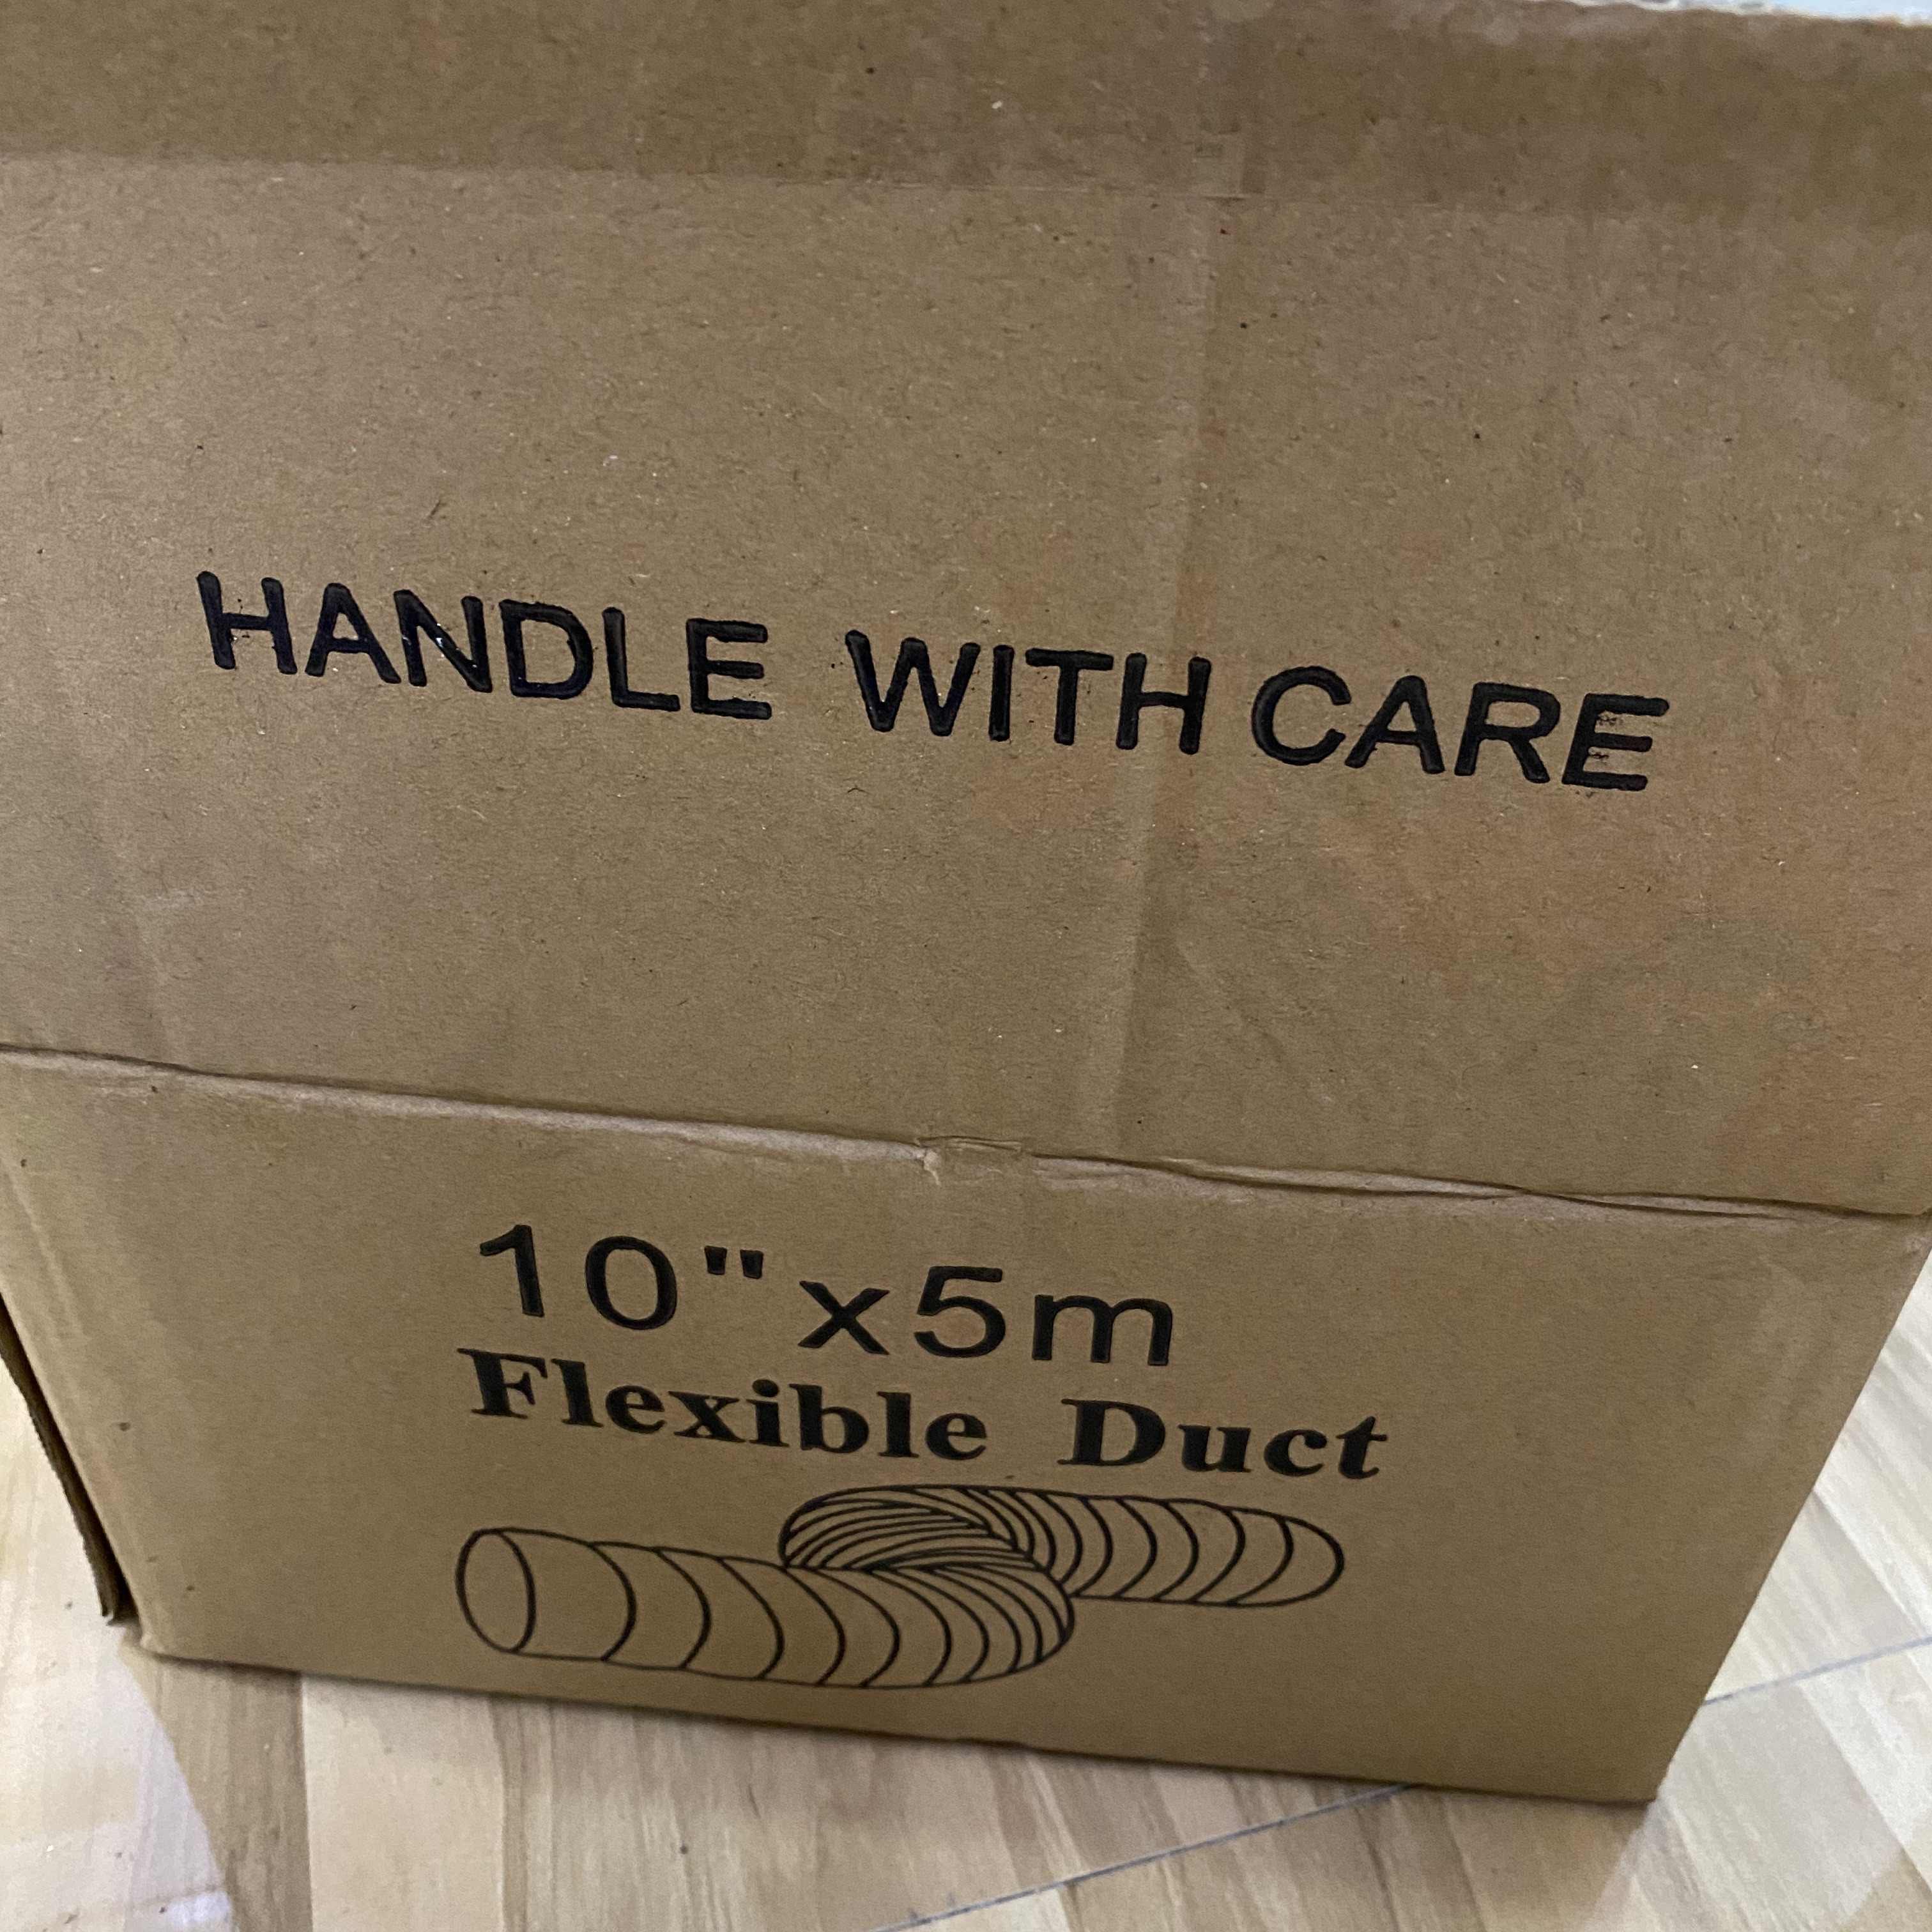 HANDLE WITH CARE
10"x5m
Flexible Duct